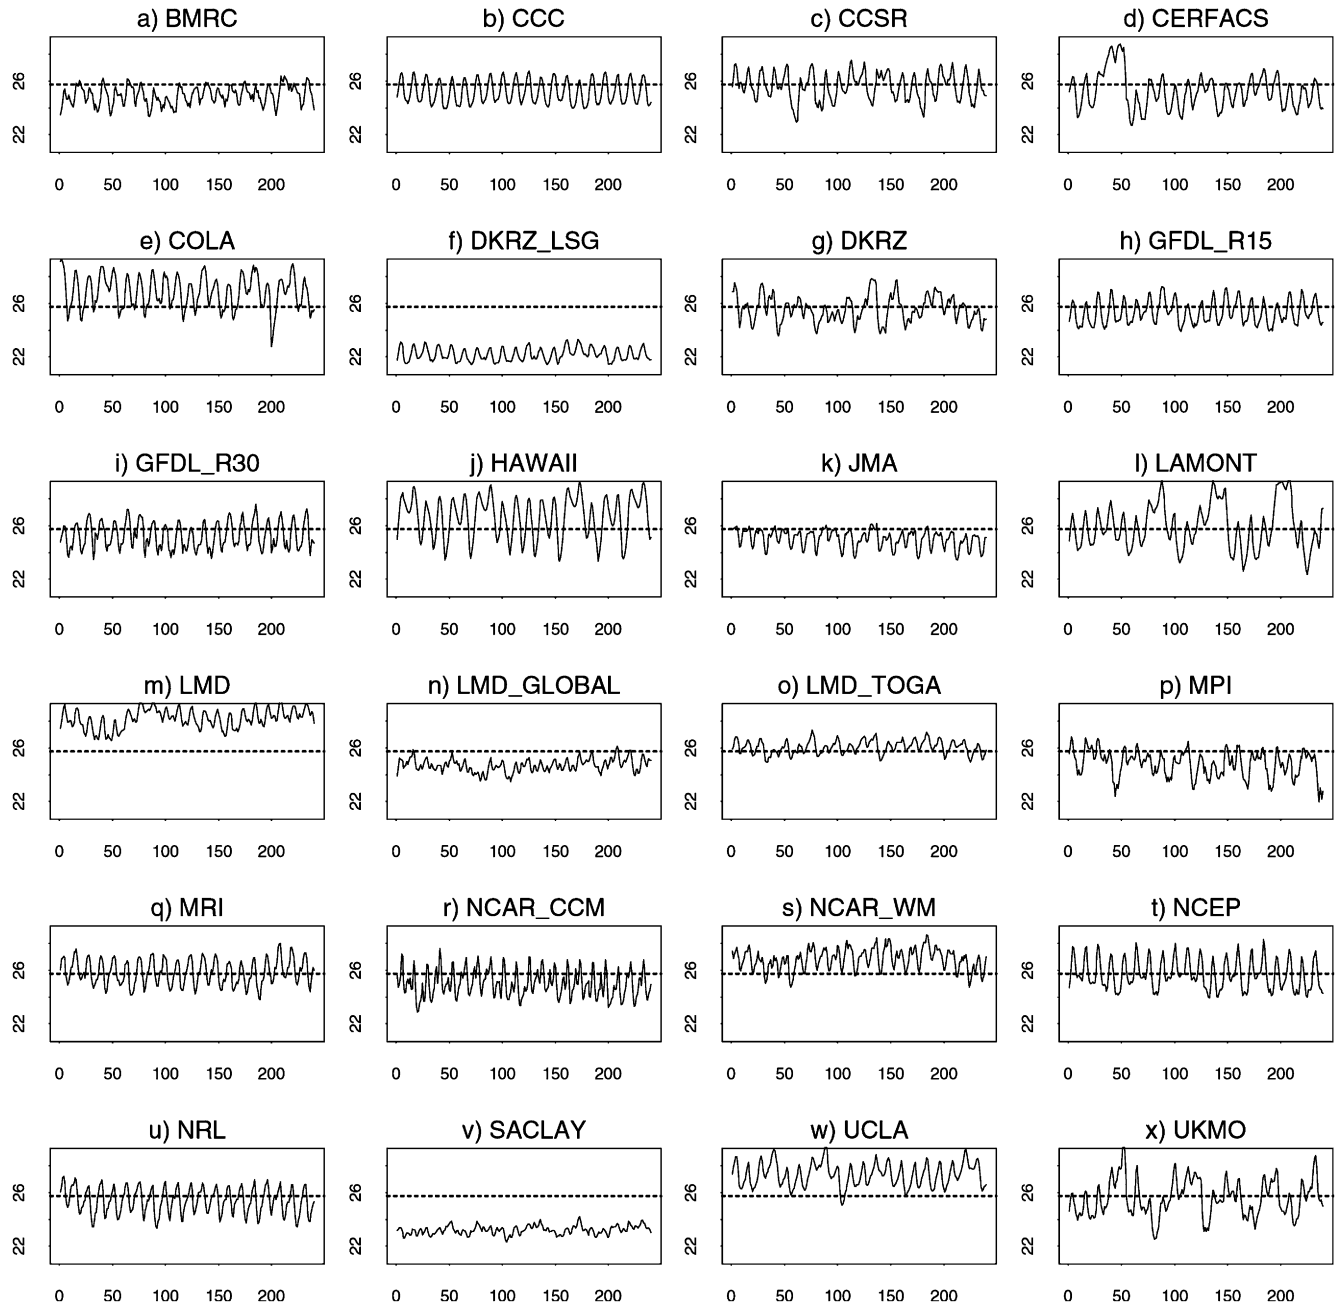 a) BMRC b) CCC c) CCSR d) CERFACS
26 26 26 26
22 22 22 22
0 50 100 150 200 0 50 100 150 200 0 50 100 150 200 0 50 100 150 200
e) COLA f) DKRZ_LSG g) DKRZ h) GFDL_R15
26 26 26 26
22 22 22 22
0 50 100 150 200 0 50 100 150 200 0 50 100 150 200 0 50 100 150 200
i) GFDL_R30 j) HAWAII k) JMA l) LAMONT
26 26 26 26
22 22 22 22
0 50 100 150 200 0 50 100 150 200 0 50 100 150 200 0 50 100 150 200
m) LMD n) LMD_GLOBAL o) LMD_TOGA p) MPI
26 26 26 26
22 22 22 22
0 50 100 150 200 0 50 100 150 200 0 50 100 150 200 0 50 100 150 200
q) MRI r) NCAR_CCM s) NCAR_WM t) NCEP
26 26 26 26
22 22 22 22
0 50 100 150 200 0 50 100 150 200 0 50 100 150 200 0 50 100 150 200
u) NRL v) SACLAY w) UCLA x) UKMO
26 26 26 26
22 22 22 22
0 50 100 150 200 0 50 100 150 200 0 50 100 150 200 0 50 100 150 200